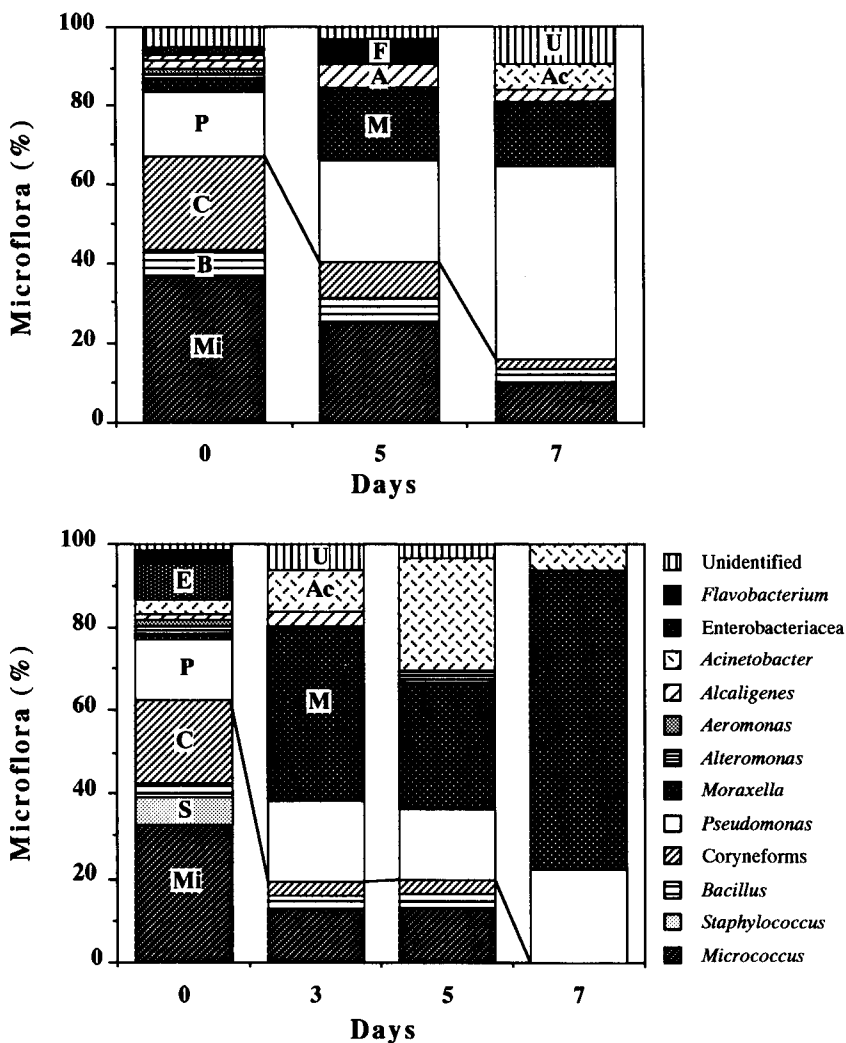 Microflora (%)
100
80
60
40
20
0
P
C
B
Mi
F
A
M
U
Ac
0 5 7
Days
Microflora (%)
100
80
60
40
20
0
E
P
C
S
Mi
U
Ac
M
0 3 5 7
Days
Unidentified
Flavobacterium
Enterobacteriacea
Acinetobacter
Alcaligenes
Aeromonas
Alteromonas
Moraxella
Pseudomonas
Coryneforms
Bacillus
Staphylococcus
Micrococcus